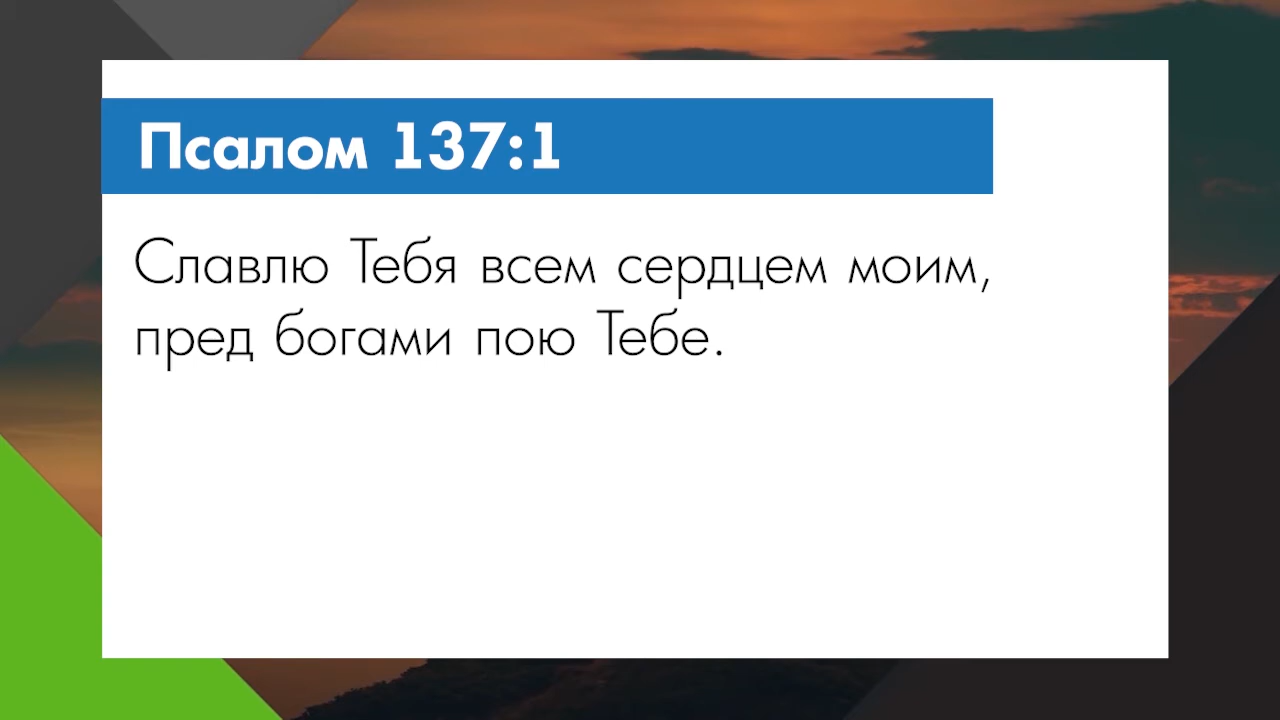 Псалом 137:1
Славлю Тебя всем сердцем моим,
пред богами пою Тебе.